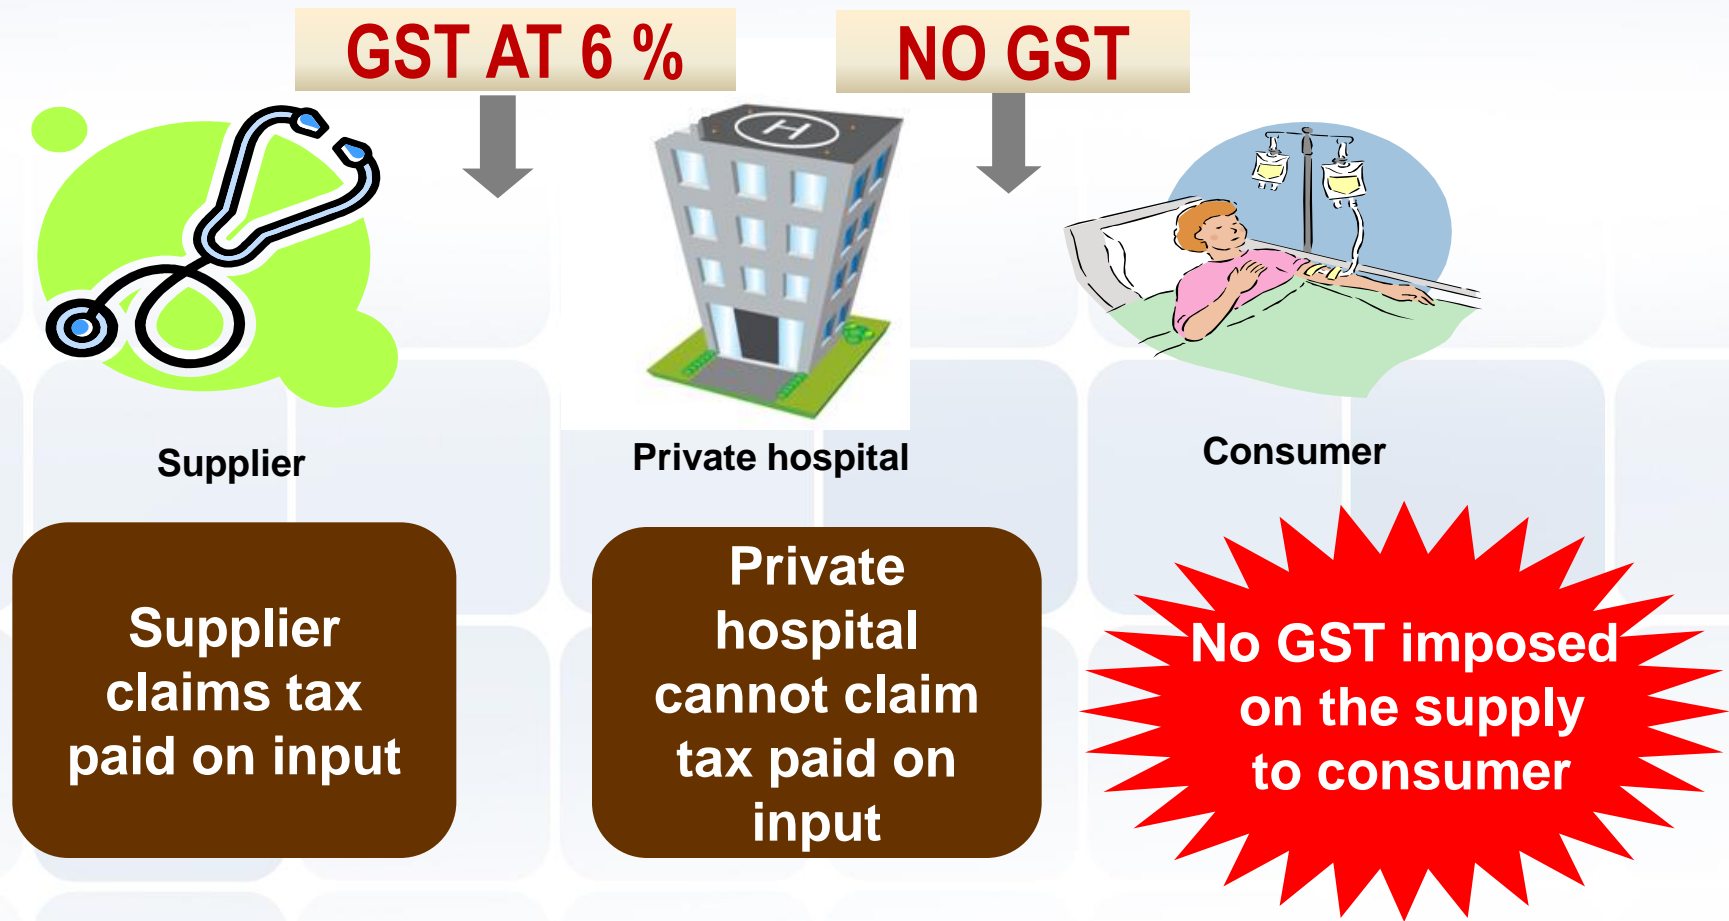 GST AT 6 %
NO GST
H
Supplier
Private hospital
Consumer
Supplier
claims tax
paid on input
Private
hospital
cannot claim
tax paid on
input
No GST imposed
on the supply
to consumer